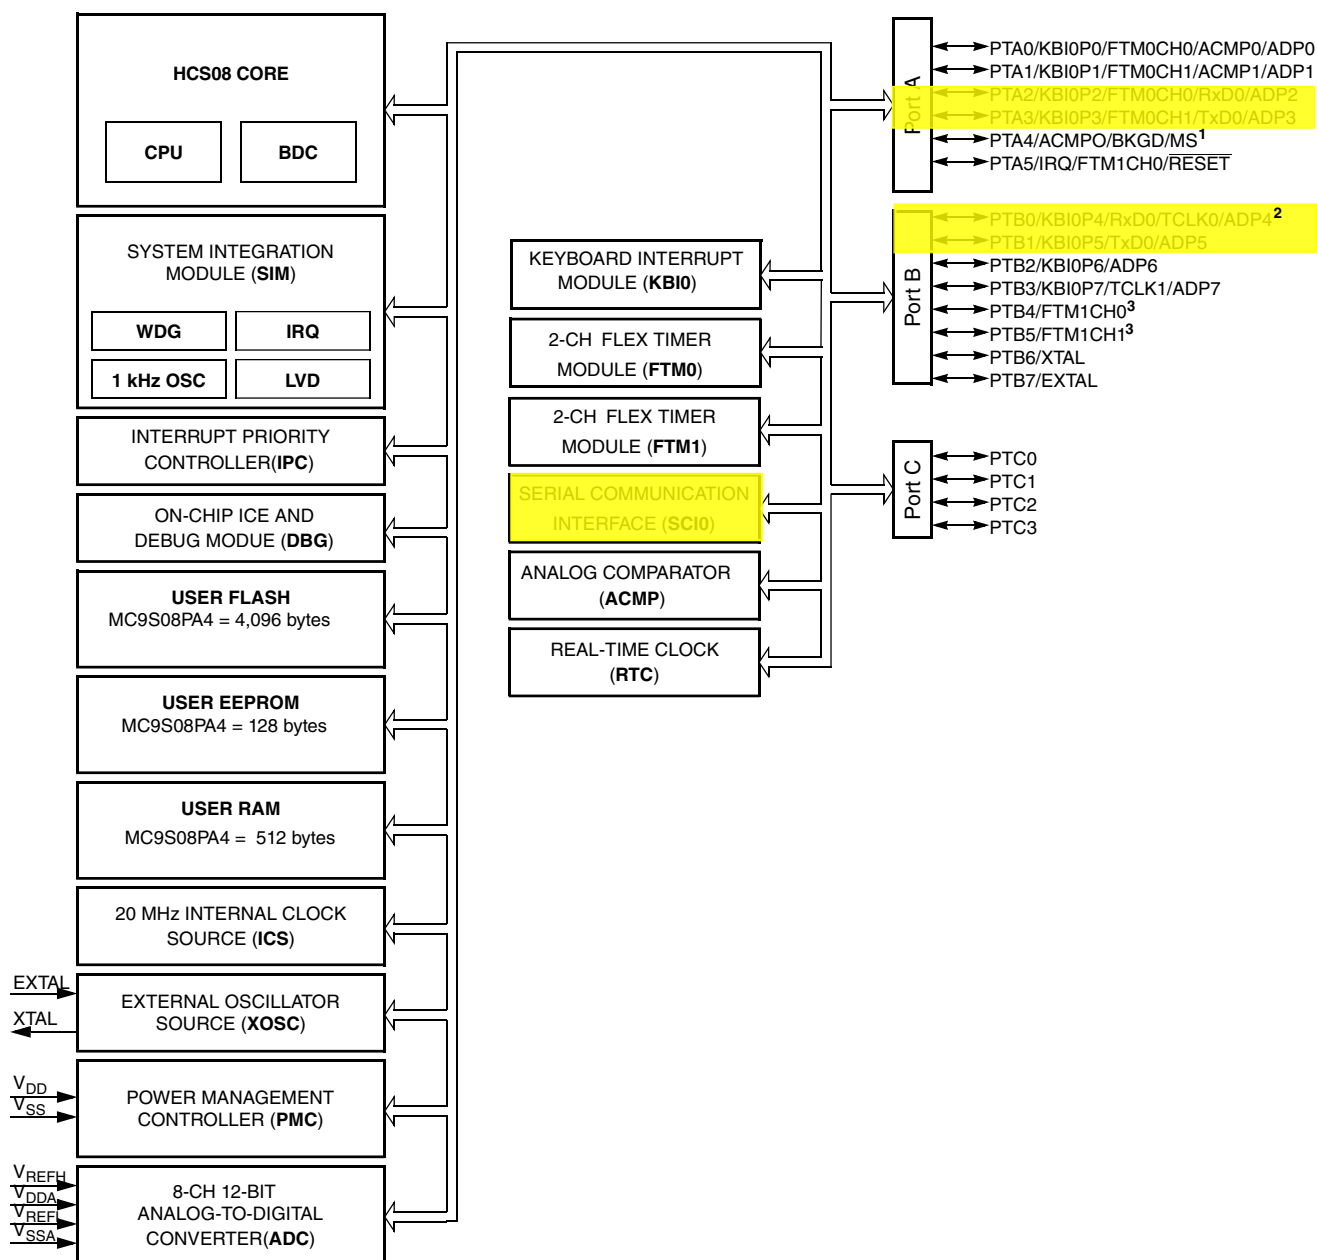 HCS08 CORE
CPU
BDC
SYSTEM INTEGRATION
MODULE (SIM)
WDG
IRQ
1 kHz OSC
LVD
INTERRUPT PRIORITY
CONTROLLER(IPC)
ON-CHIP ICE AND
DEBUG MODUE (DBG)
USER FLASH
MC9S08PA4 = 4,096 bytes
USER EEPROM
MC9S08PA4 = 128 bytes
USER RAM
MC9S08PA4 = 512 bytes
20 MHz INTERNAL CLOCK
SOURCE (ICS)
EXTAL
XTAL
EXTERNAL OSCILLATOR
SOURCE (XOSC)
VDD
VSS
POWER MANAGEMENT
CONTROLLER (PMC)
VREFH
VDDA
VREFL
VSSA
8-CH 12-BIT
ANALOG-TO-DIGITAL
CONVERTER(ADC)
KEYBOARD INTERRUPT
MODULE (KBI0)
2-CH FLEX TIMER
MODULE (FTM0)
2-CH FLEX TIMER
MODULE (FTM1)
SERIAL COMMUNICATION
INTERFACE (SCI0)
ANALOG COMPARATOR
(ACMP)
REAL-TIME CLOCK
(RTC)
Port A
PTA0/KBI0P0/FTM0CH0/ACMP0/ADP0
PTA1/KBI0P1/FTM0CH1/ACMP1/ADP1
PTA2/KBI0P2/FTM0CH0/RxD0/ADP2
PTA3/KBI0P3/FTM0CH1/TxD0/ADP3
PTA4/ACMPO/BKGD/MS1
PTA5/IRQ/FTM1CH0/RESET
Port B
PTB0/KBI0P4/RxD0/TCLK0/ADP42
PTB1/KBI0P5/TxD0/ADP5
PTB2/KBI0P6/ADP6
PTB3/KBI0P7/TCLK1/ADP7
PTB4/FTM1CH03
PTB5/FTM1CH13
PTB6/XTAL
PTB7/EXTAL
Port C
PTC0
PTC1
PTC2
PTC3